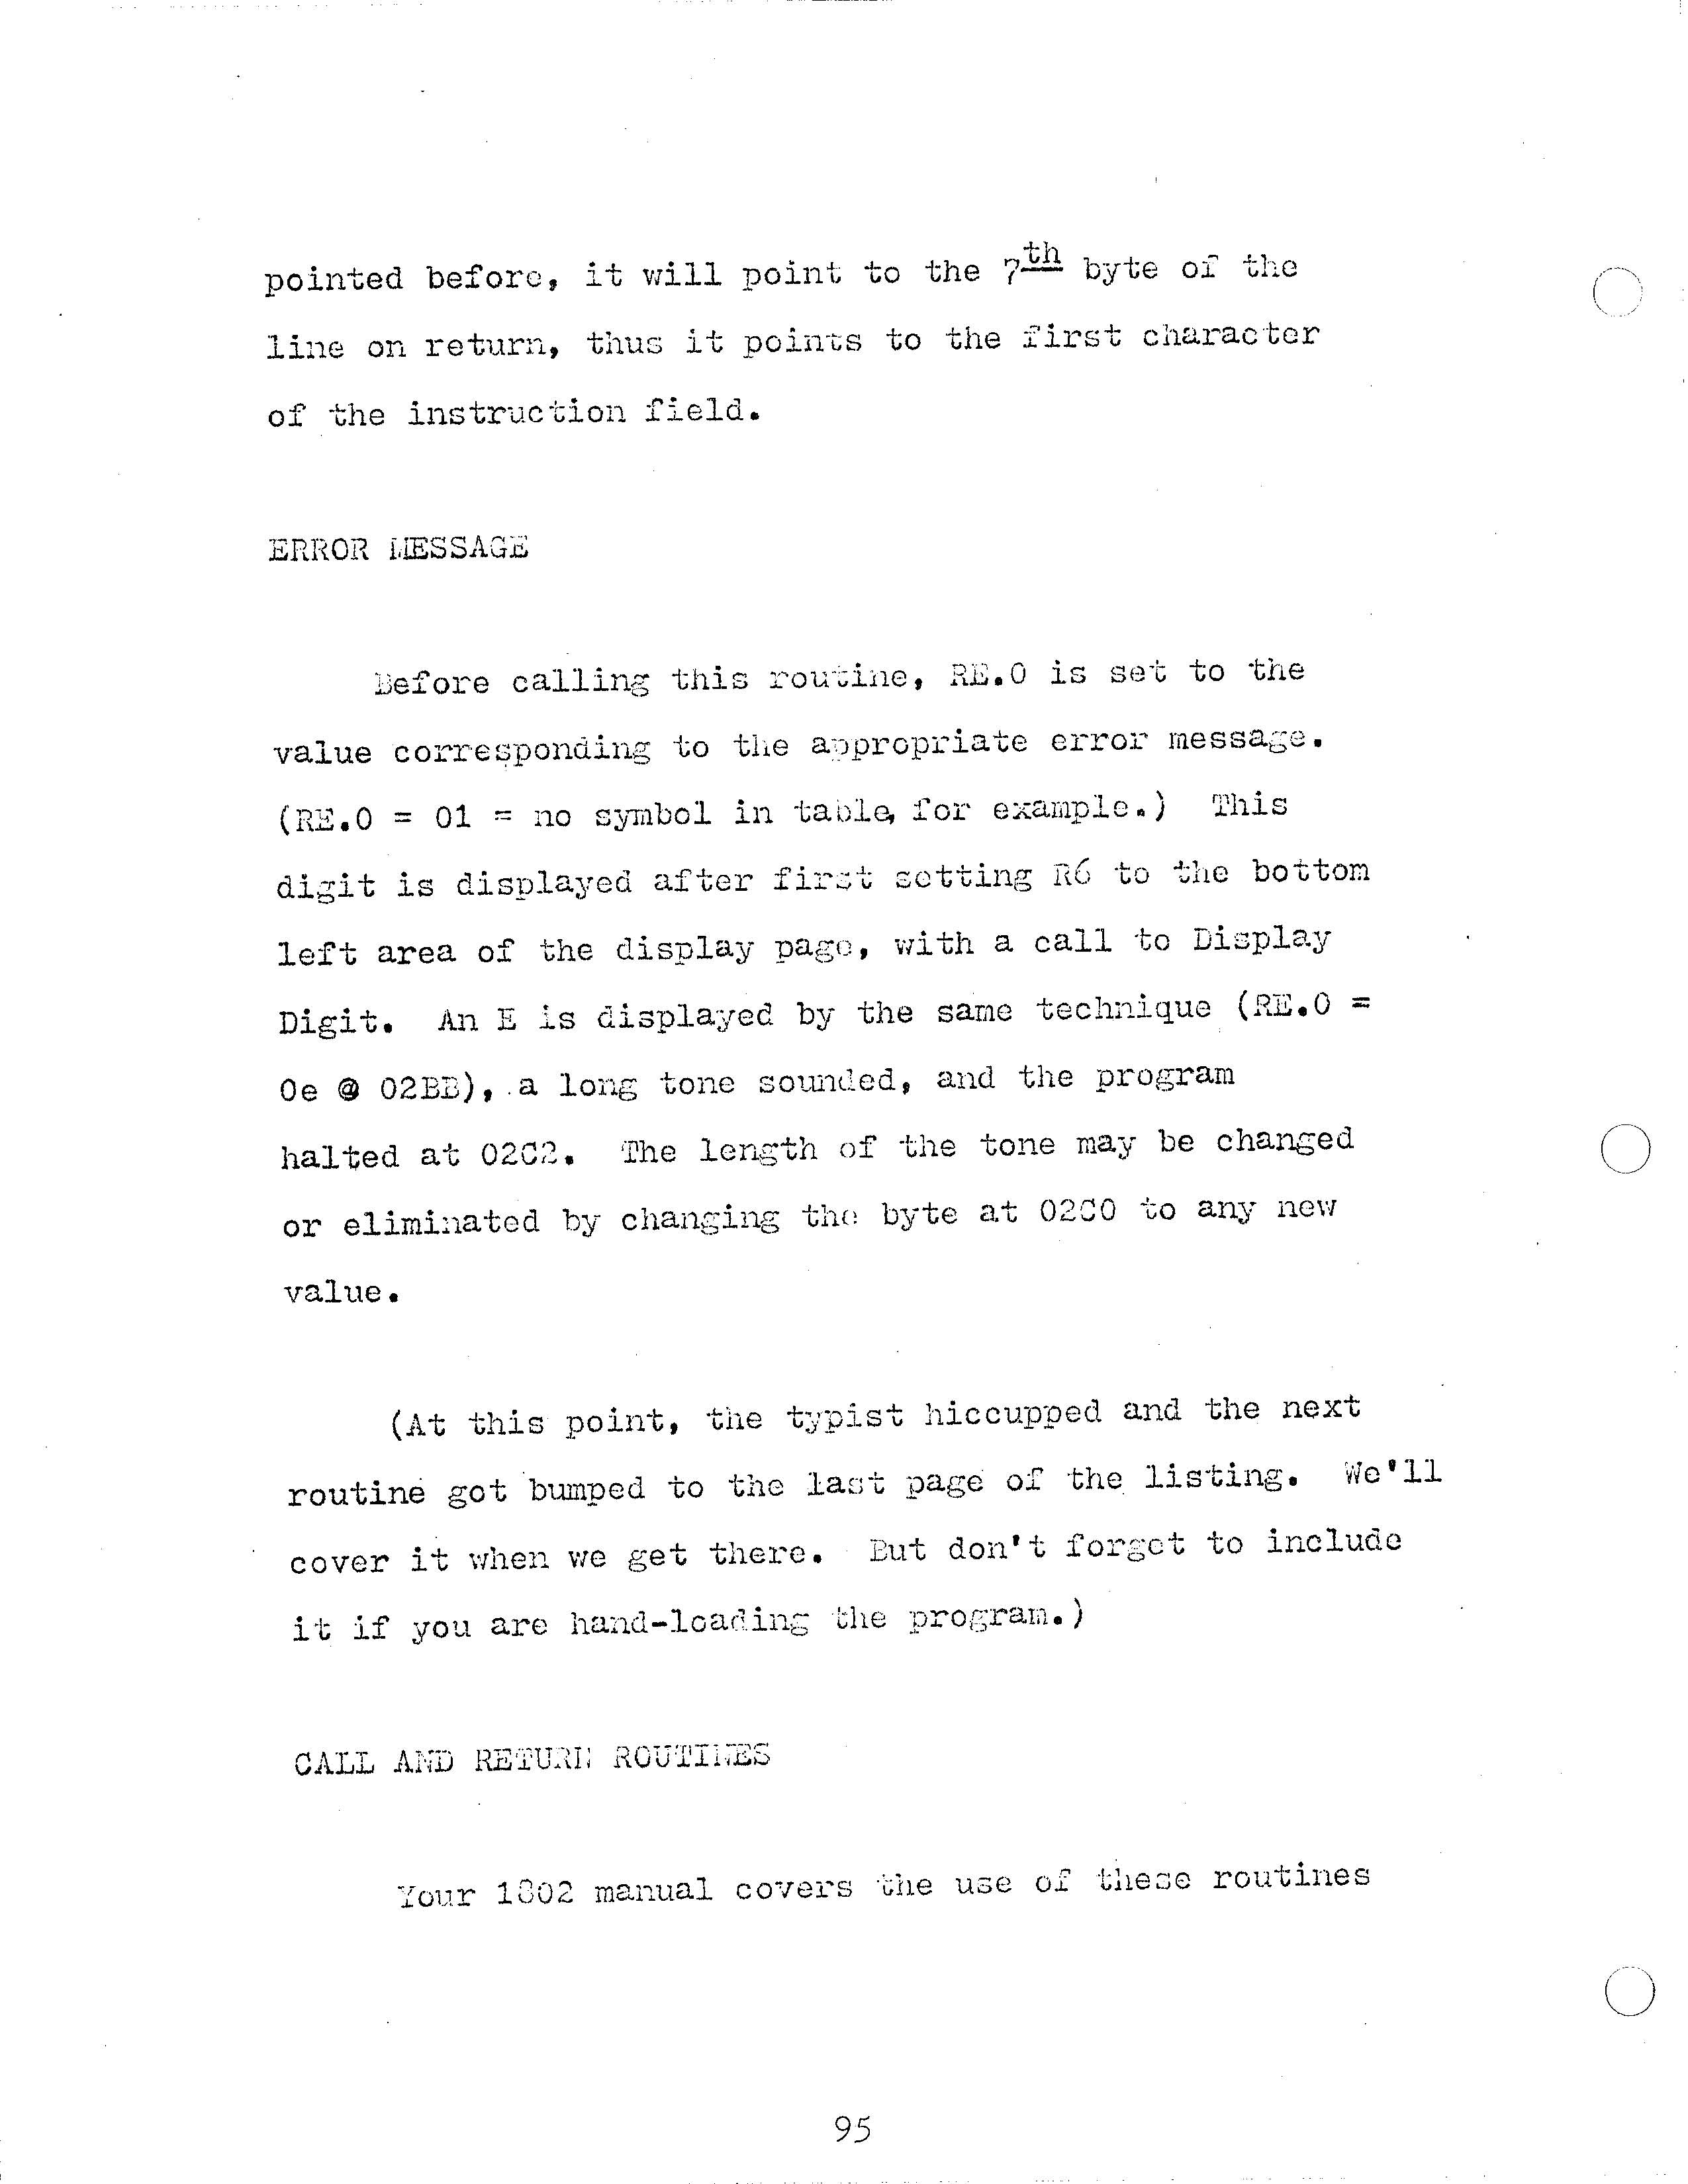 pointed before, it will point to the 7th byte of the
line on return, thus it points to the first character
of the instruction field.
ERROR MESSAGE
Before calling this routine, RE.0 is set to the
value corresponding to the appropriate error message.
(RE.0 = 01 = no symbol in table, for example.) This
digit is displayed after first setting R6 to the bottom
left area of the display page, with a call to Display
Digit. An E is displayed by the same technique (RE.0 =
0e @ 02BB), a long tone sounded, and the program
halted at 02C2. The length of the tone may be changed
or eliminated by changing the byte at 02C0 to any new
value.
(At this point, the typist hiccupped and the next
routine got bumped to the last page of the listing. We'll
cover it when we get there. But don't forget to include
it if you are hand-loading the program.)
CALL AND RETURN ROUTINES
Your 1802 manual covers the use of these routines
95